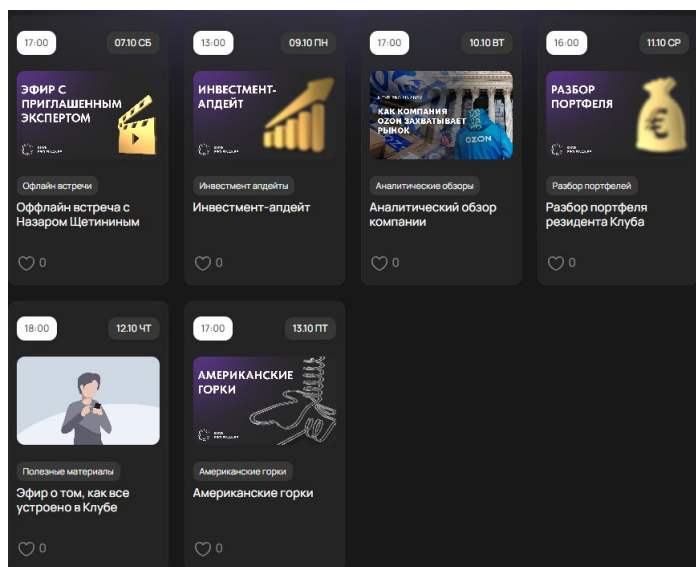 17:00
07.10 СБ
ЭФИР С
ПРИГЛАШЕННЫМ
ЭКСПЕРТОМ
Офлайн встречи
Оффлайн встреча с
Назаром Щетининым
0
13:00
09.10 ПН
ИНВЕСТМЕНТ-
АПДЕЙТ
Инвестмент апдейты
Инвестмент-апдейт
0
17:00
10.10 ВТ
КАК КОМПАНИЯ
OZON ЗАХВАТЫВАЕТ
РЫНОК
OZON
Аналитические обзоры
Аналитический обзор
компании
0
16:00
11.10 СР
РАЗБОР
ПОРТФЕЛЯ
Разбор портфелей
Разбор портфеля
резидента Клуба
0
18:00
12.10 ЧТ
Полезные материалы
Эфир о том, как все
устроено в Клубе
0
17:00
13.10 ПТ
АМЕРИКАНСКИЕ
ГОРКИ
Американские горки
Американские горки
0